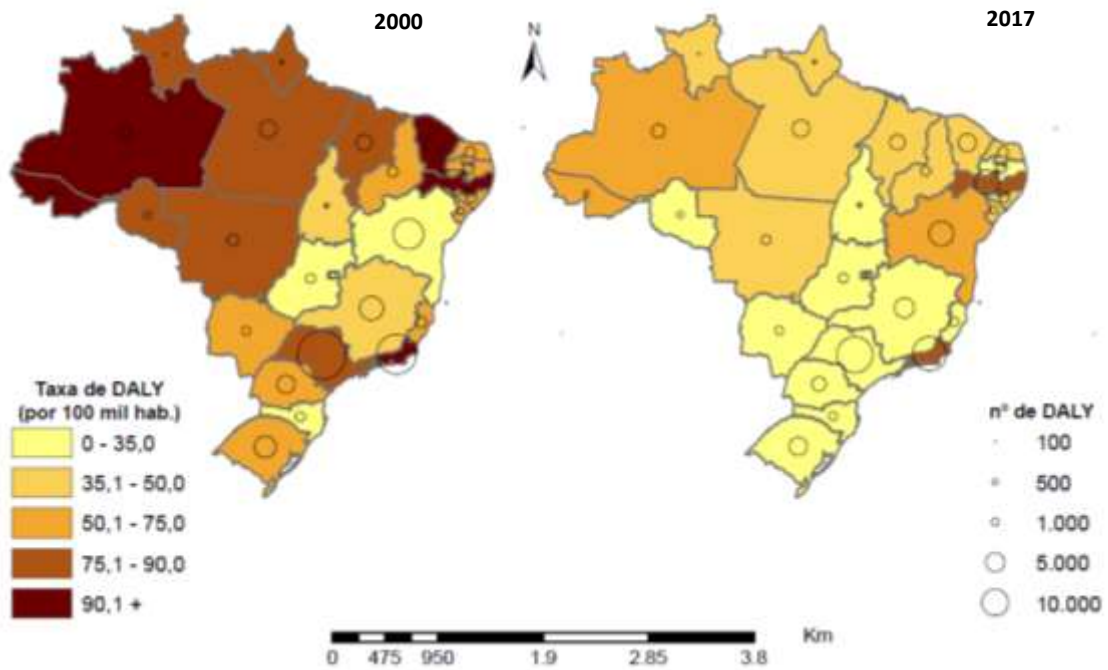 2000
2017
N
Taxa de DALY
(por 100 mil hab.)
0 - 35,0
35,1 - 50,0
50,1 - 75,0
75,1 - 90,0
90,1 +
nº de DALY
100
500
1.000
5.000
10.000
Km
0 475 950 1.9 2.85 3.8